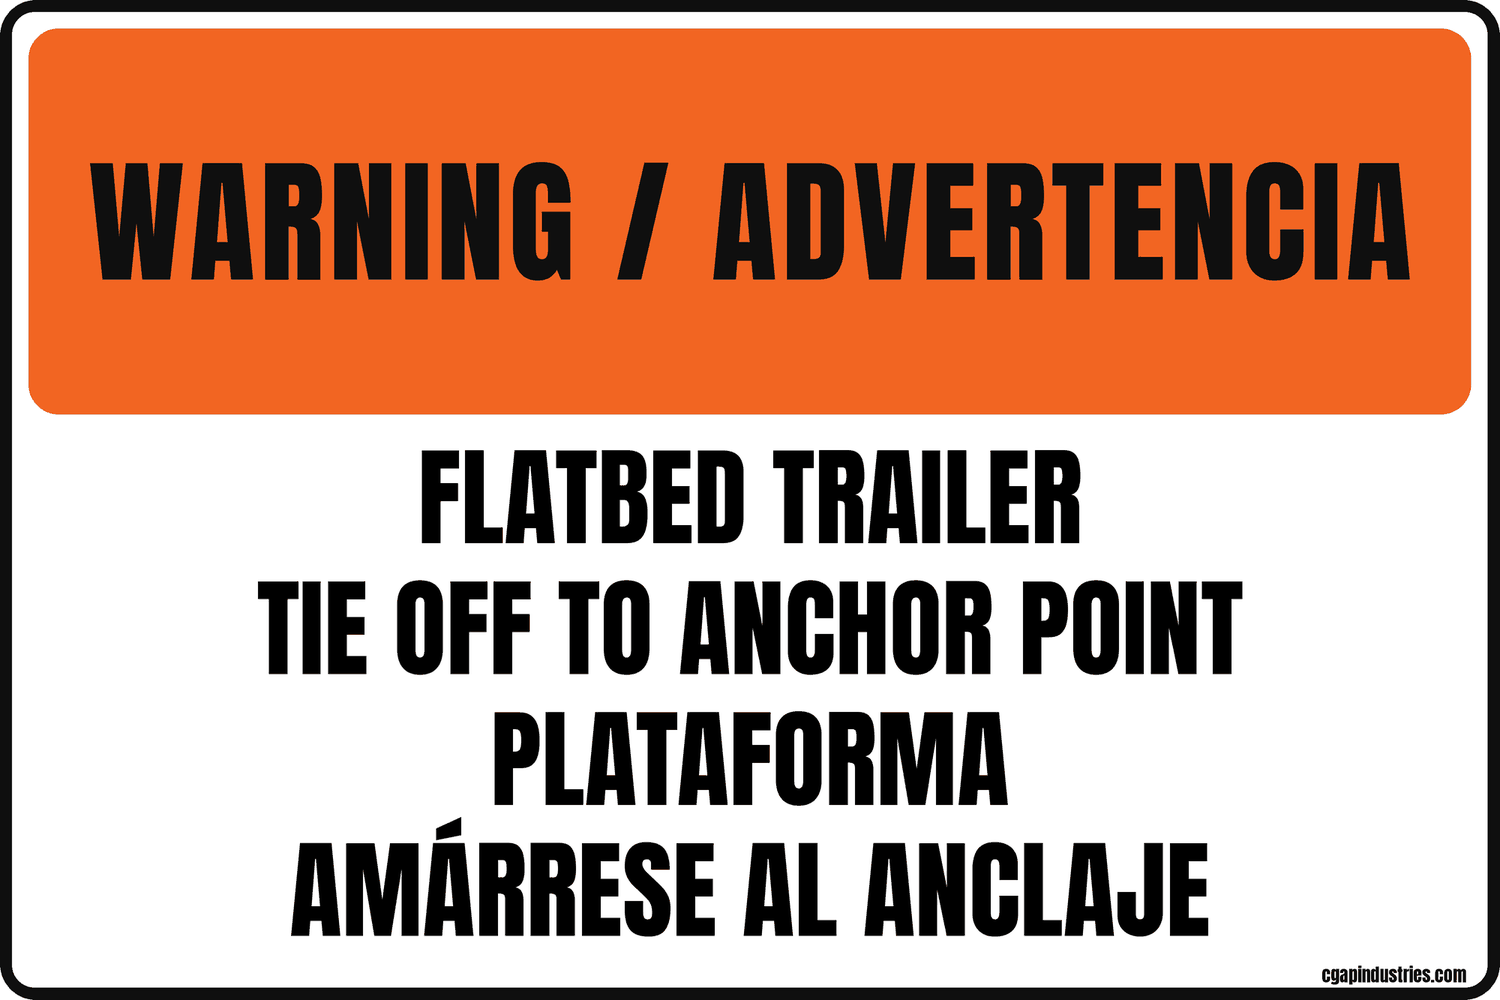 WARNING / ADVERTENCIA
FLATBED TRAILER
TIE OFF TO ANCHOR POINT
PLATAFORMA
AMÁRRESE AL ANCLAJE
cgapindustries.com